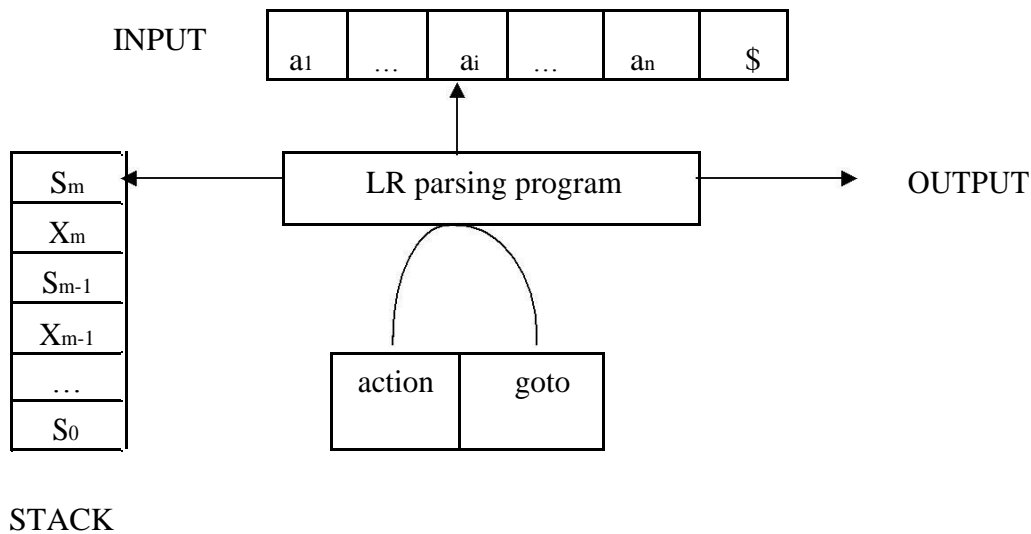 INPUT
a1 … ai … an $
LR parsing program
OUTPUT
Sm
Xm
Sm-1
Xm-1
…
S0
action goto
STACK